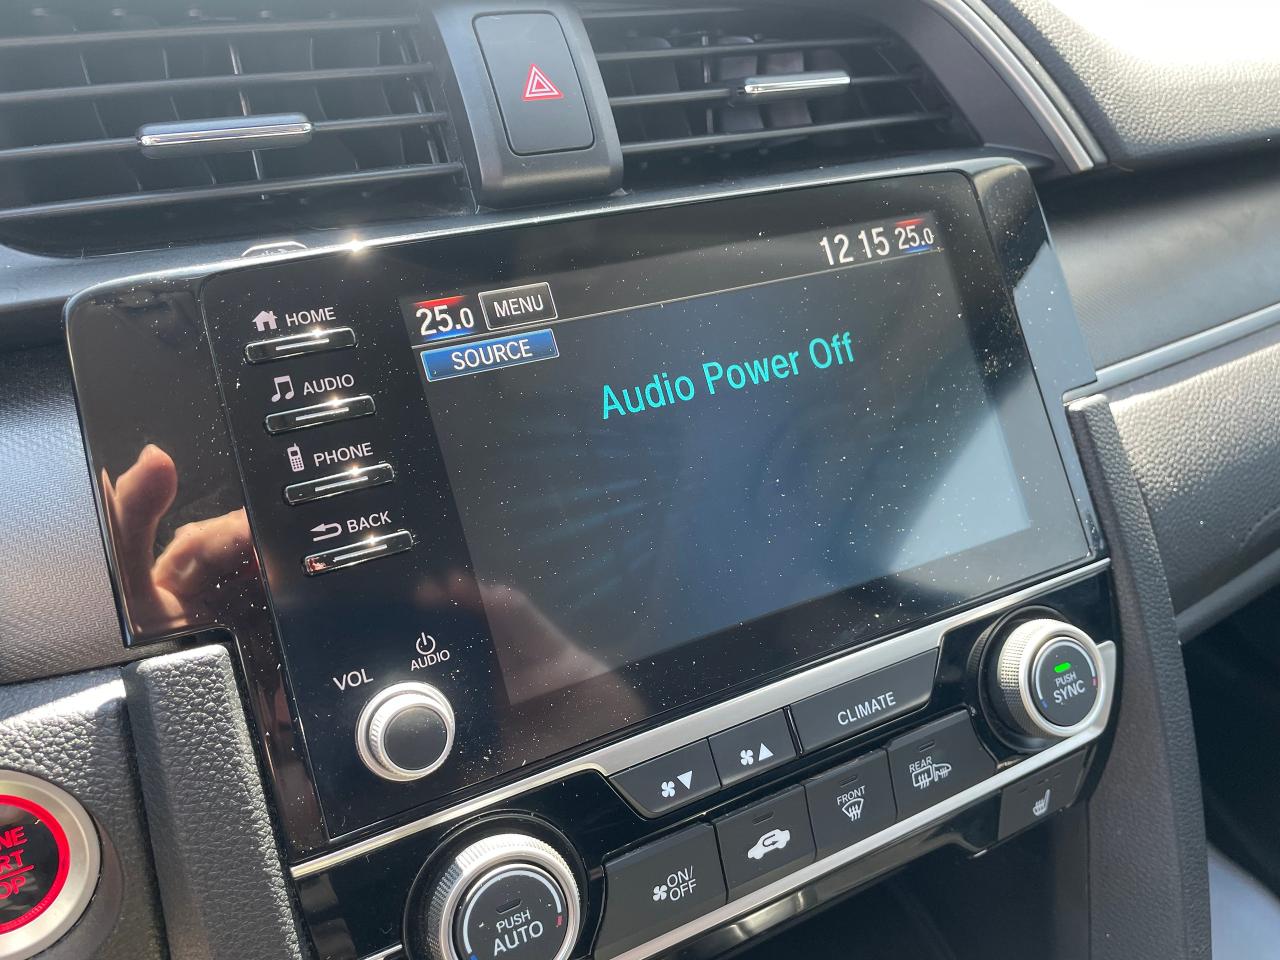 12 15 25.0
25.0 MENU
SOURCE
Audio Power Off
HOME
AUDIO
PHONE
BACK
VOL
AUDIO
CLIMATE
PUSH
SYNC
REAR
FRONT
ON/
OFF
PUSH
AUTO